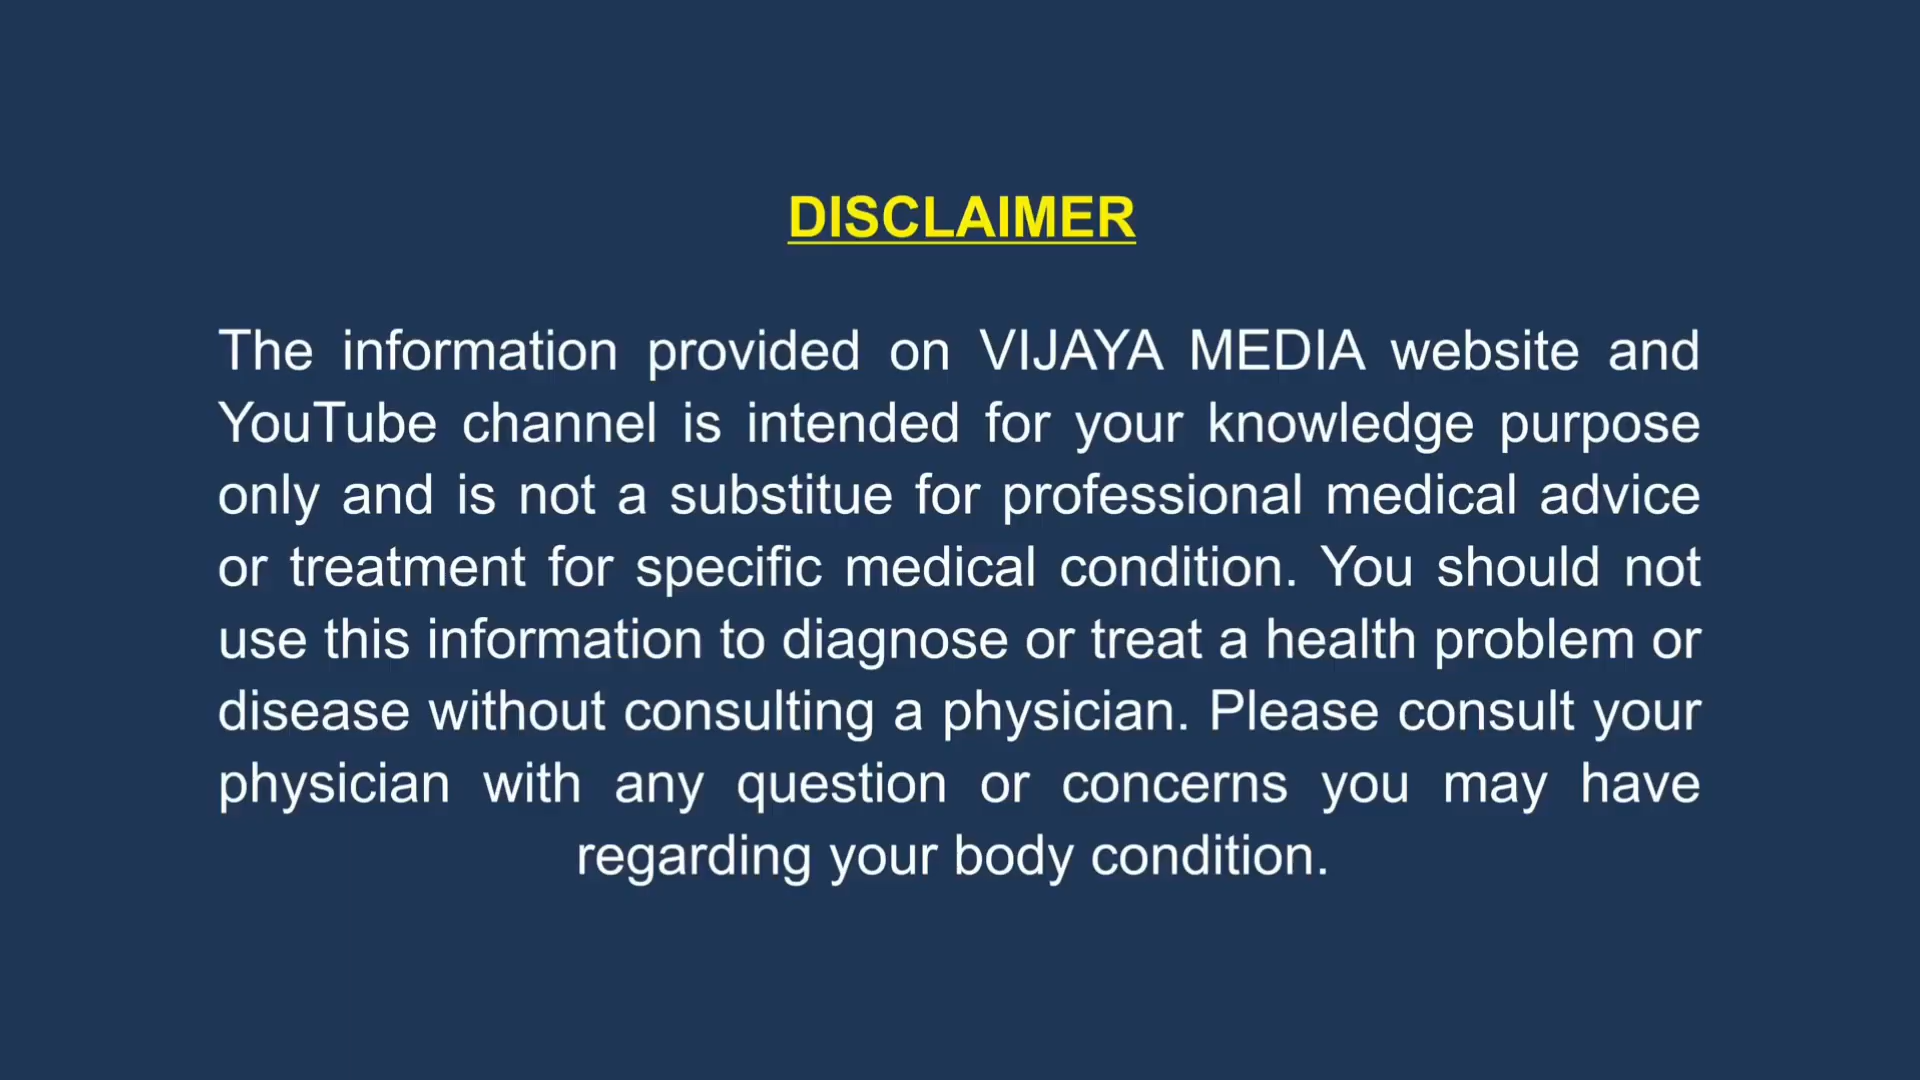 DISCLAIMER
The information provided on VIJAYA MEDIA website and
YouTube channel is intended for your knowledge purpose
only and is not a substitue for professional medical advice
or treatment for specific medical condition. You should not
use this information to diagnose or treat a health problem or
disease without consulting a physician. Please consult your
physician with any question or concerns you may have
regarding your body condition.